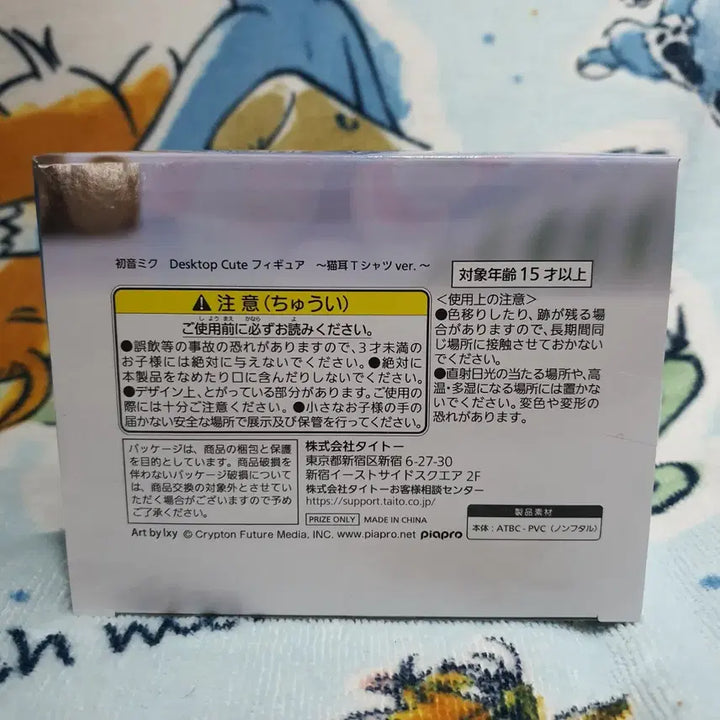 初音ミク Desktop Cute フィギュア ～猫耳Tシャツver.～
対象年齢15才以上
⚠注意(ちゅうい)
ご使用前に必ずお読みください。
●誤飲等の事故の恐れがありますので、3才未満の
お子様には絶対に与えないでください。●絶対に
本製品をなめたり口に含んだりしないでください。
●デザイン上、とがっている部分があります。ご使用
の際には十分ご注意ください。●小さなお子様の手の
届かない安全な場所で展示及び保管を行ってください。
<使用上の注意>
●色移りしたり、跡が残る場
合がありますので、長期間同
じ場所に接触させておかない
でください。
●直射日光の当たる場所や、高
温・多湿になる場所には置かな
いでください。変色や変形の
恐れがあります。
パッケージは、商品の梱包と保護
を目的としています。商品破損を
伴わないパッケージ破損につい
ては、商品交換の対象外とさせてい
ただく場合がございますので予め
ご了承ください。
株式会社タイトー
東京都新宿区新宿 6-27-30
新宿イーストサイドスクエア 2F
株式会社タイトーお客様相談センター
https://support.taito.co.jp/
PRIZE ONLY MADE IN CHINA
製品素材
本体：ATBC-PVC（ノンフタル）
Art by Ixy © Crypton Future Media, INC. www.piapro.net piapro